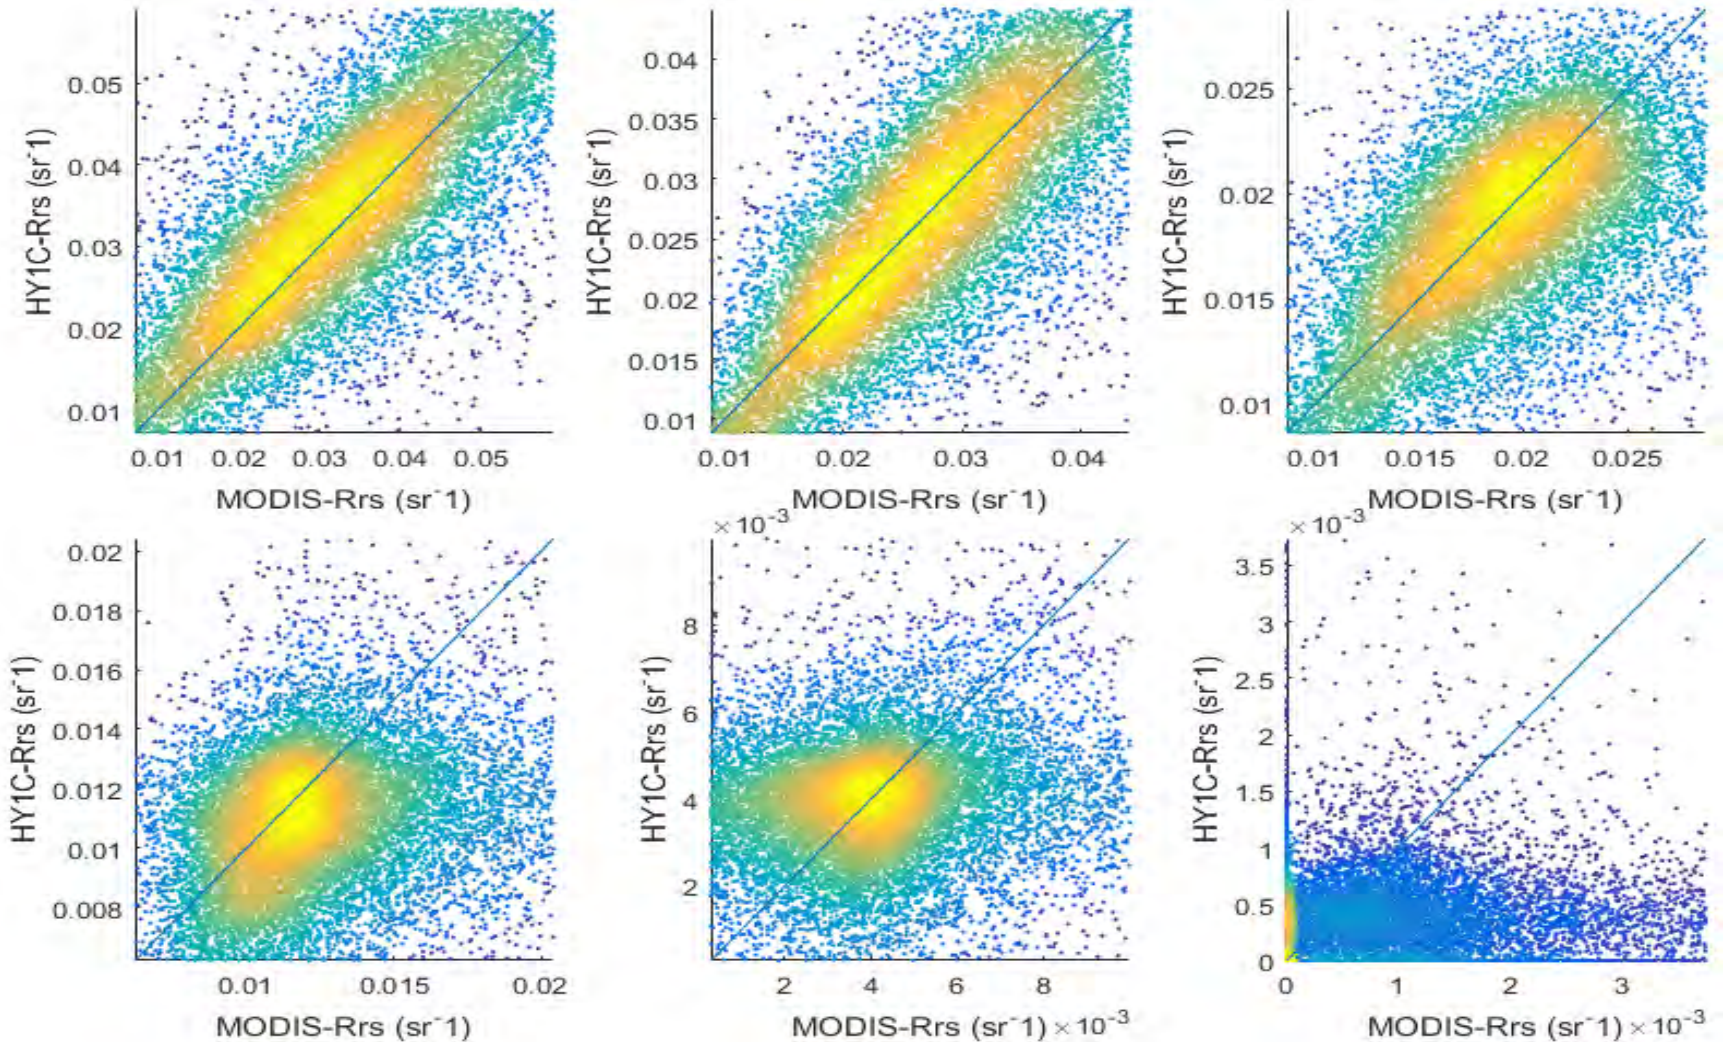 HY1C-Rrs (sr⁻1)
0.05
0.04
0.03
0.02
0.01
0.01 0.02 0.03 0.04 0.05
MODIS-Rrs (sr⁻1)
HY1C-Rrs (sr⁻1)
0.04
0.035
0.03
0.025
0.02
0.015
0.01
0.01 0.02 0.03 0.04
MODIS-Rrs (sr⁻1)
HY1C-Rrs (sr⁻1)
0.025
0.02
0.015
0.01
0.01 0.015 0.02 0.025
MODIS-Rrs (sr⁻1)
HY1C-Rrs (sr⁻1)
0.02
0.018
0.016
0.014
0.012
0.01
0.008
0.01 0.015 0.02
MODIS-Rrs (sr⁻1)
×10⁻³
HY1C-Rrs (sr⁻1)
8
6
4
2
2 4 6 8
MODIS-Rrs (sr⁻1) ×10⁻³
×10⁻³
HY1C-Rrs (sr⁻1)
3.5
3
2.5
2
1.5
1
0.5
0
0 1 2 3
MODIS-Rrs (sr⁻1) ×10⁻³